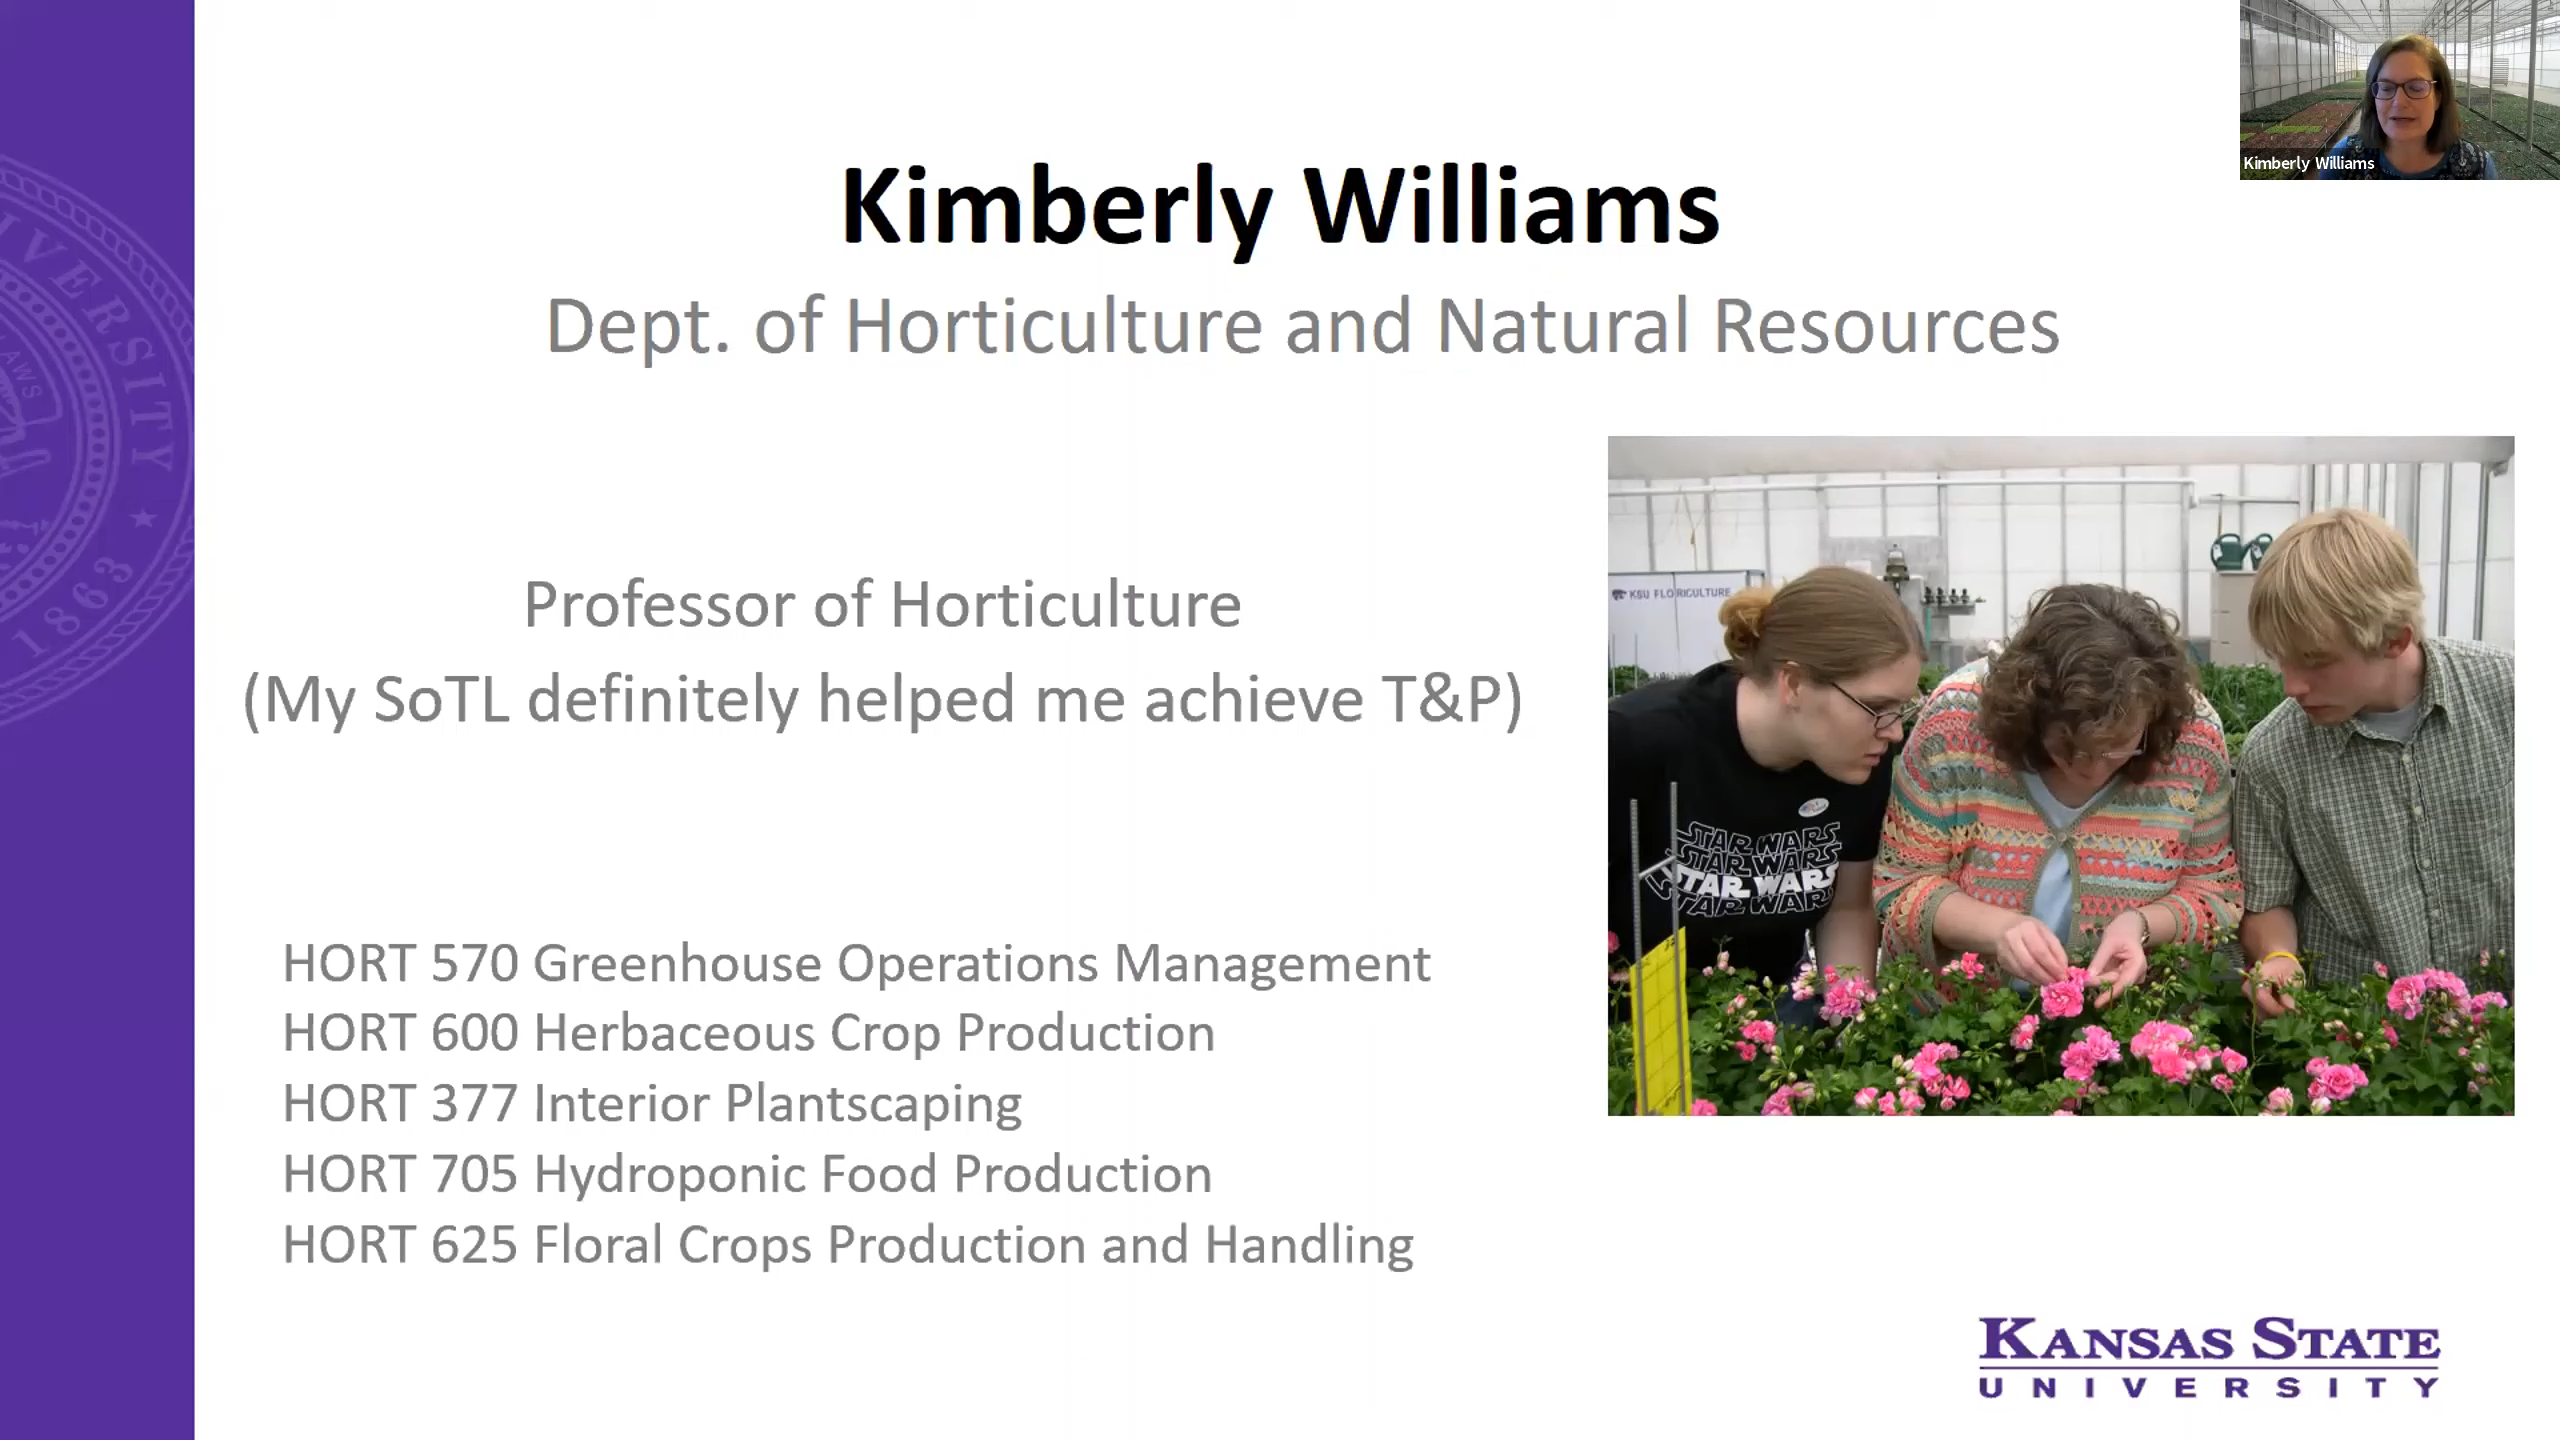 Kimberly Williams
Kimberly Williams
Dept. of Horticulture and Natural Resources
Professor of Horticulture
(My SoTL definitely helped me achieve T&P)
HORT 570 Greenhouse Operations Management
HORT 600 Herbaceous Crop Production
HORT 377 Interior Plantscaping
HORT 705 Hydroponic Food Production
HORT 625 Floral Crops Production and Handling
KSU FLORICULTURE
STAR WARS
STAR WARS
STAR WARS
STAR WARS
KANSAS STATE
UNIVERSITY
IVERSITY
LAWS
1863